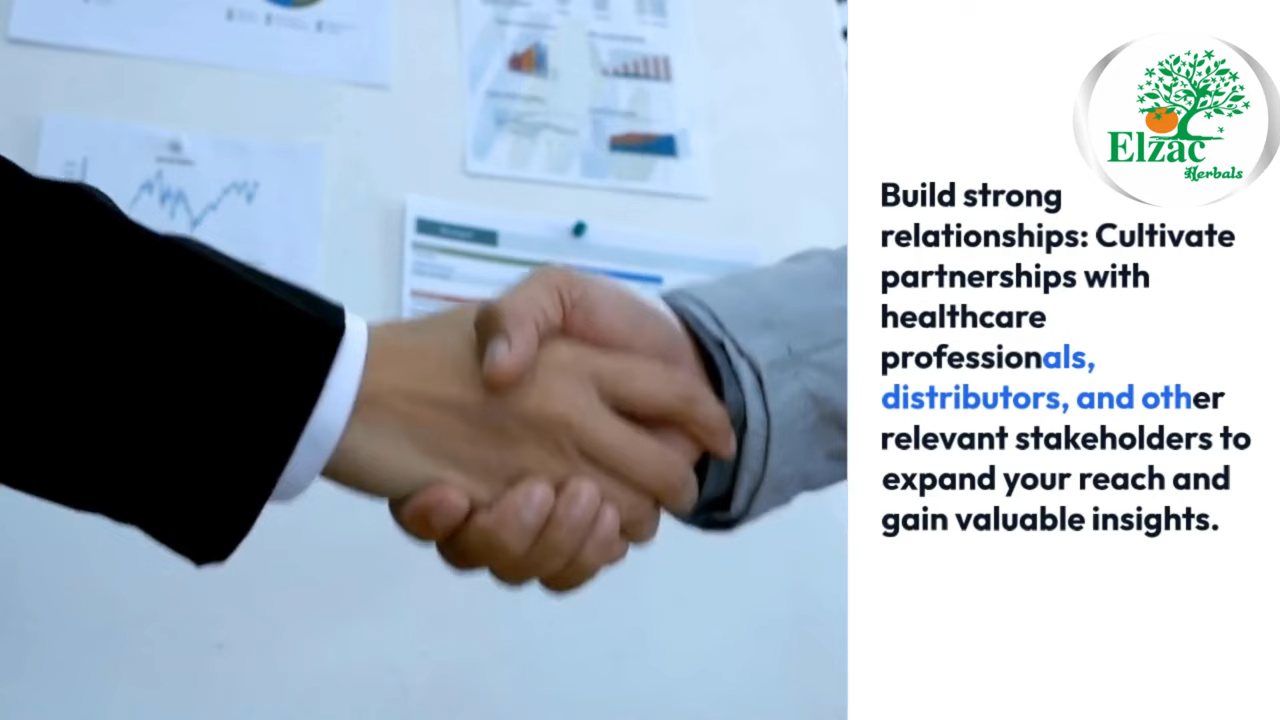 Elzac
Herbals
Build strong
relationships: Cultivate
partnerships with
healthcare
professionals,
distributors, and other
relevant stakeholders to
expand your reach and
gain valuable insights.